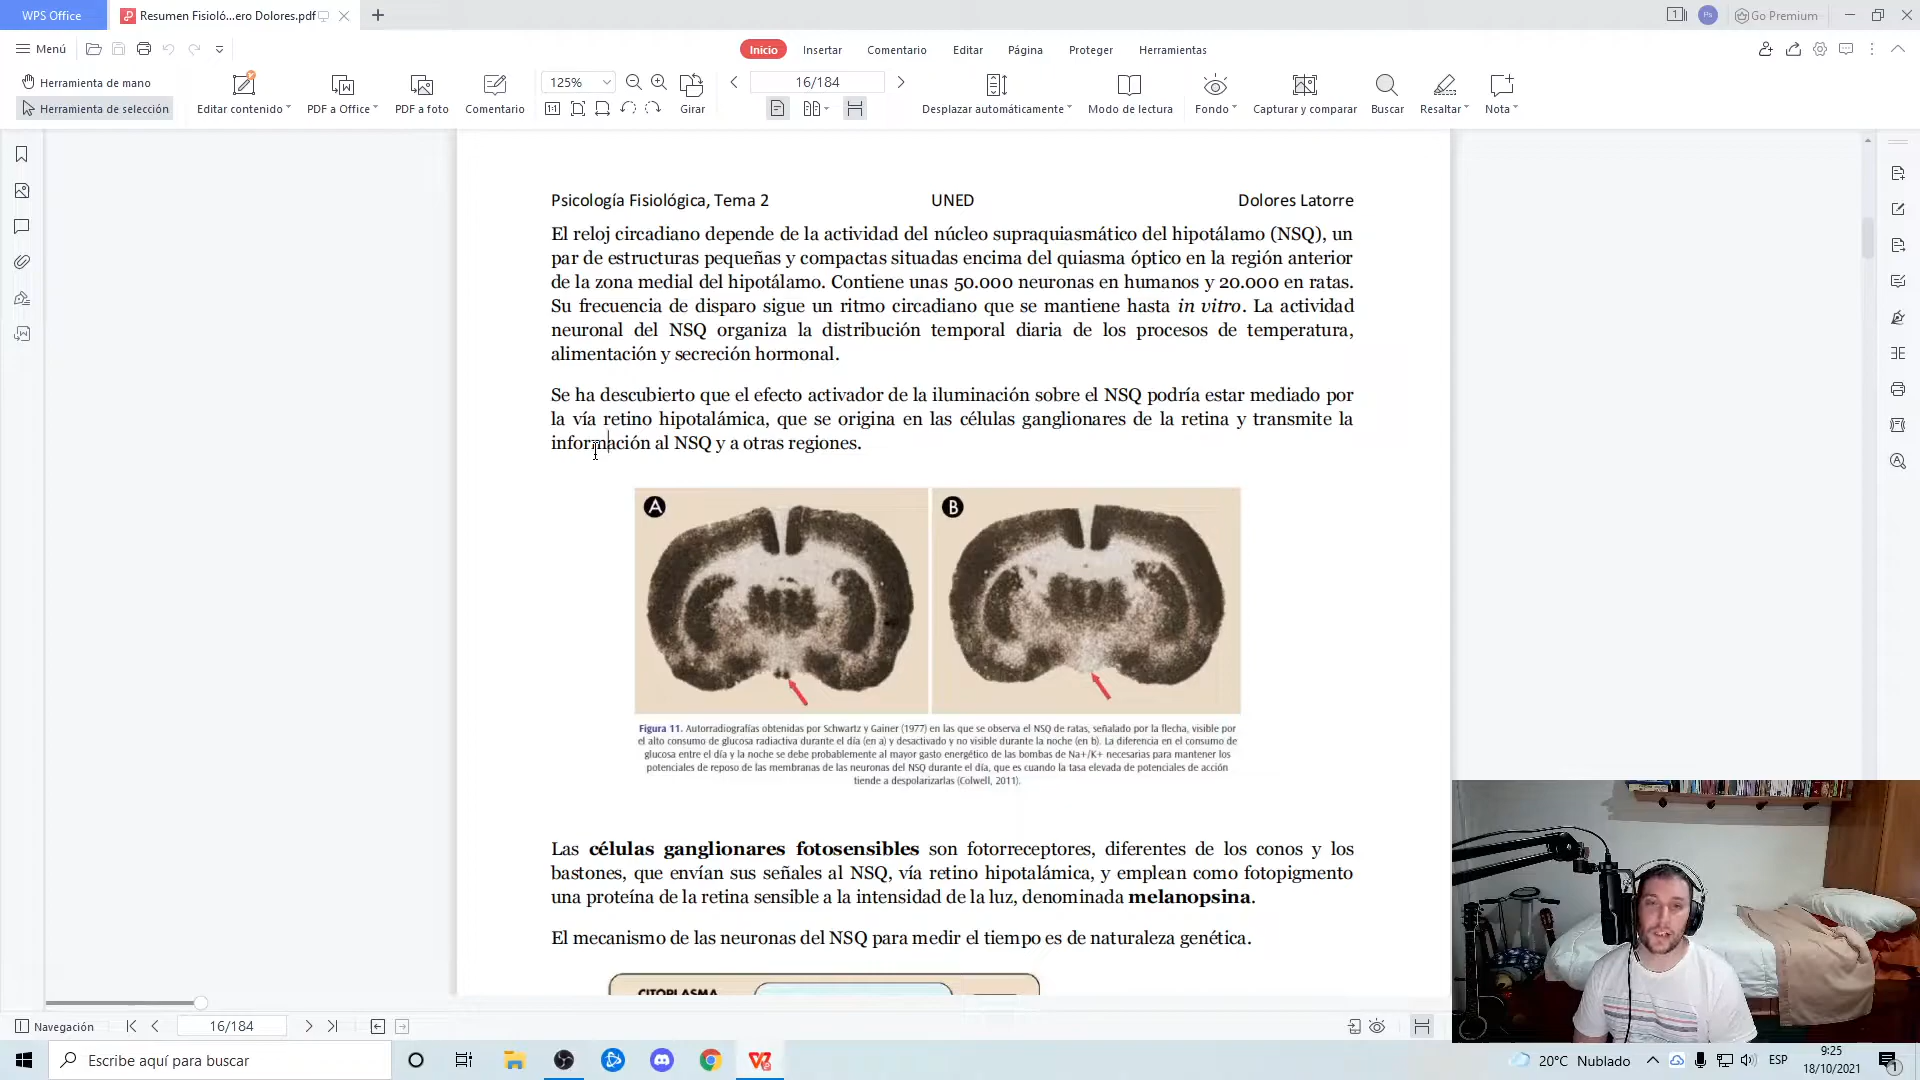 WPS Office
Resumen Fisioló...ero Dolores.pdf
1
Ps
Go Premium
Menú
Inicio
Insertar
Comentario
Editar
Página
Proteger
Herramientas
Herramienta de mano
Herramienta de selección
Editar contenido
PDF a Office
PDF a foto
Comentario
125%
1:1
Girar
16/184
Desplazar automáticamente
Modo de lectura
Fondo
Capturar y comparar
Buscar
Resaltar
Nota
Psicología Fisiológica, Tema 2 UNED Dolores Latorre
El reloj circadiano depende de la actividad del núcleo supraquiasmático del hipotálamo (NSQ), un
par de estructuras pequeñas y compactas situadas encima del quiasma óptico en la región anterior
de la zona medial del hipotálamo. Contiene unas 50.000 neuronas en humanos y 20.000 en ratas.
Su frecuencia de disparo sigue un ritmo circadiano que se mantiene hasta in vitro. La actividad
neuronal del NSQ organiza la distribución temporal diaria de los procesos de temperatura,
alimentación y secreción hormonal.
Se ha descubierto que el efecto activador de la iluminación sobre el NSQ podría estar mediado por
la vía retino hipotalámica, que se origina en las células ganglionares de la retina y transmite la
información al NSQ y a otras regiones.
A
B
Figura 11. Autorradiografías obtenidas por Schwartz y Gainer (1977) en las que se observa el NSQ de ratas, señalado por la flecha, visible por
el alto consumo de glucosa radiactiva durante el día (en a) y desactivado y no visible durante la noche (en b). La diferencia en el consumo de
glucosa entre el día y la noche se debe probablemente al mayor gasto energético de las bombas de Na+/K+ necesarias para mantener los
potenciales de reposo de las membranas de las neuronas del NSQ durante el día, que es cuando la tasa elevada de potenciales de acción
tiende a despolarizarlas (Colwell, 2011).
Las células ganglionares fotosensibles son fotorreceptores, diferentes de los conos y los
bastones, que envían sus señales al NSQ, vía retino hipotalámica, y emplean como fotopigmento
una proteína de la retina sensible a la intensidad de la luz, denominada melanopsina.
El mecanismo de las neuronas del NSQ para medir el tiempo es de naturaleza genética.
CITOPLASMA
Navegación
16/184
Escribe aquí para buscar
20°C Nublado
ESP
9:25
18/10/2021
1